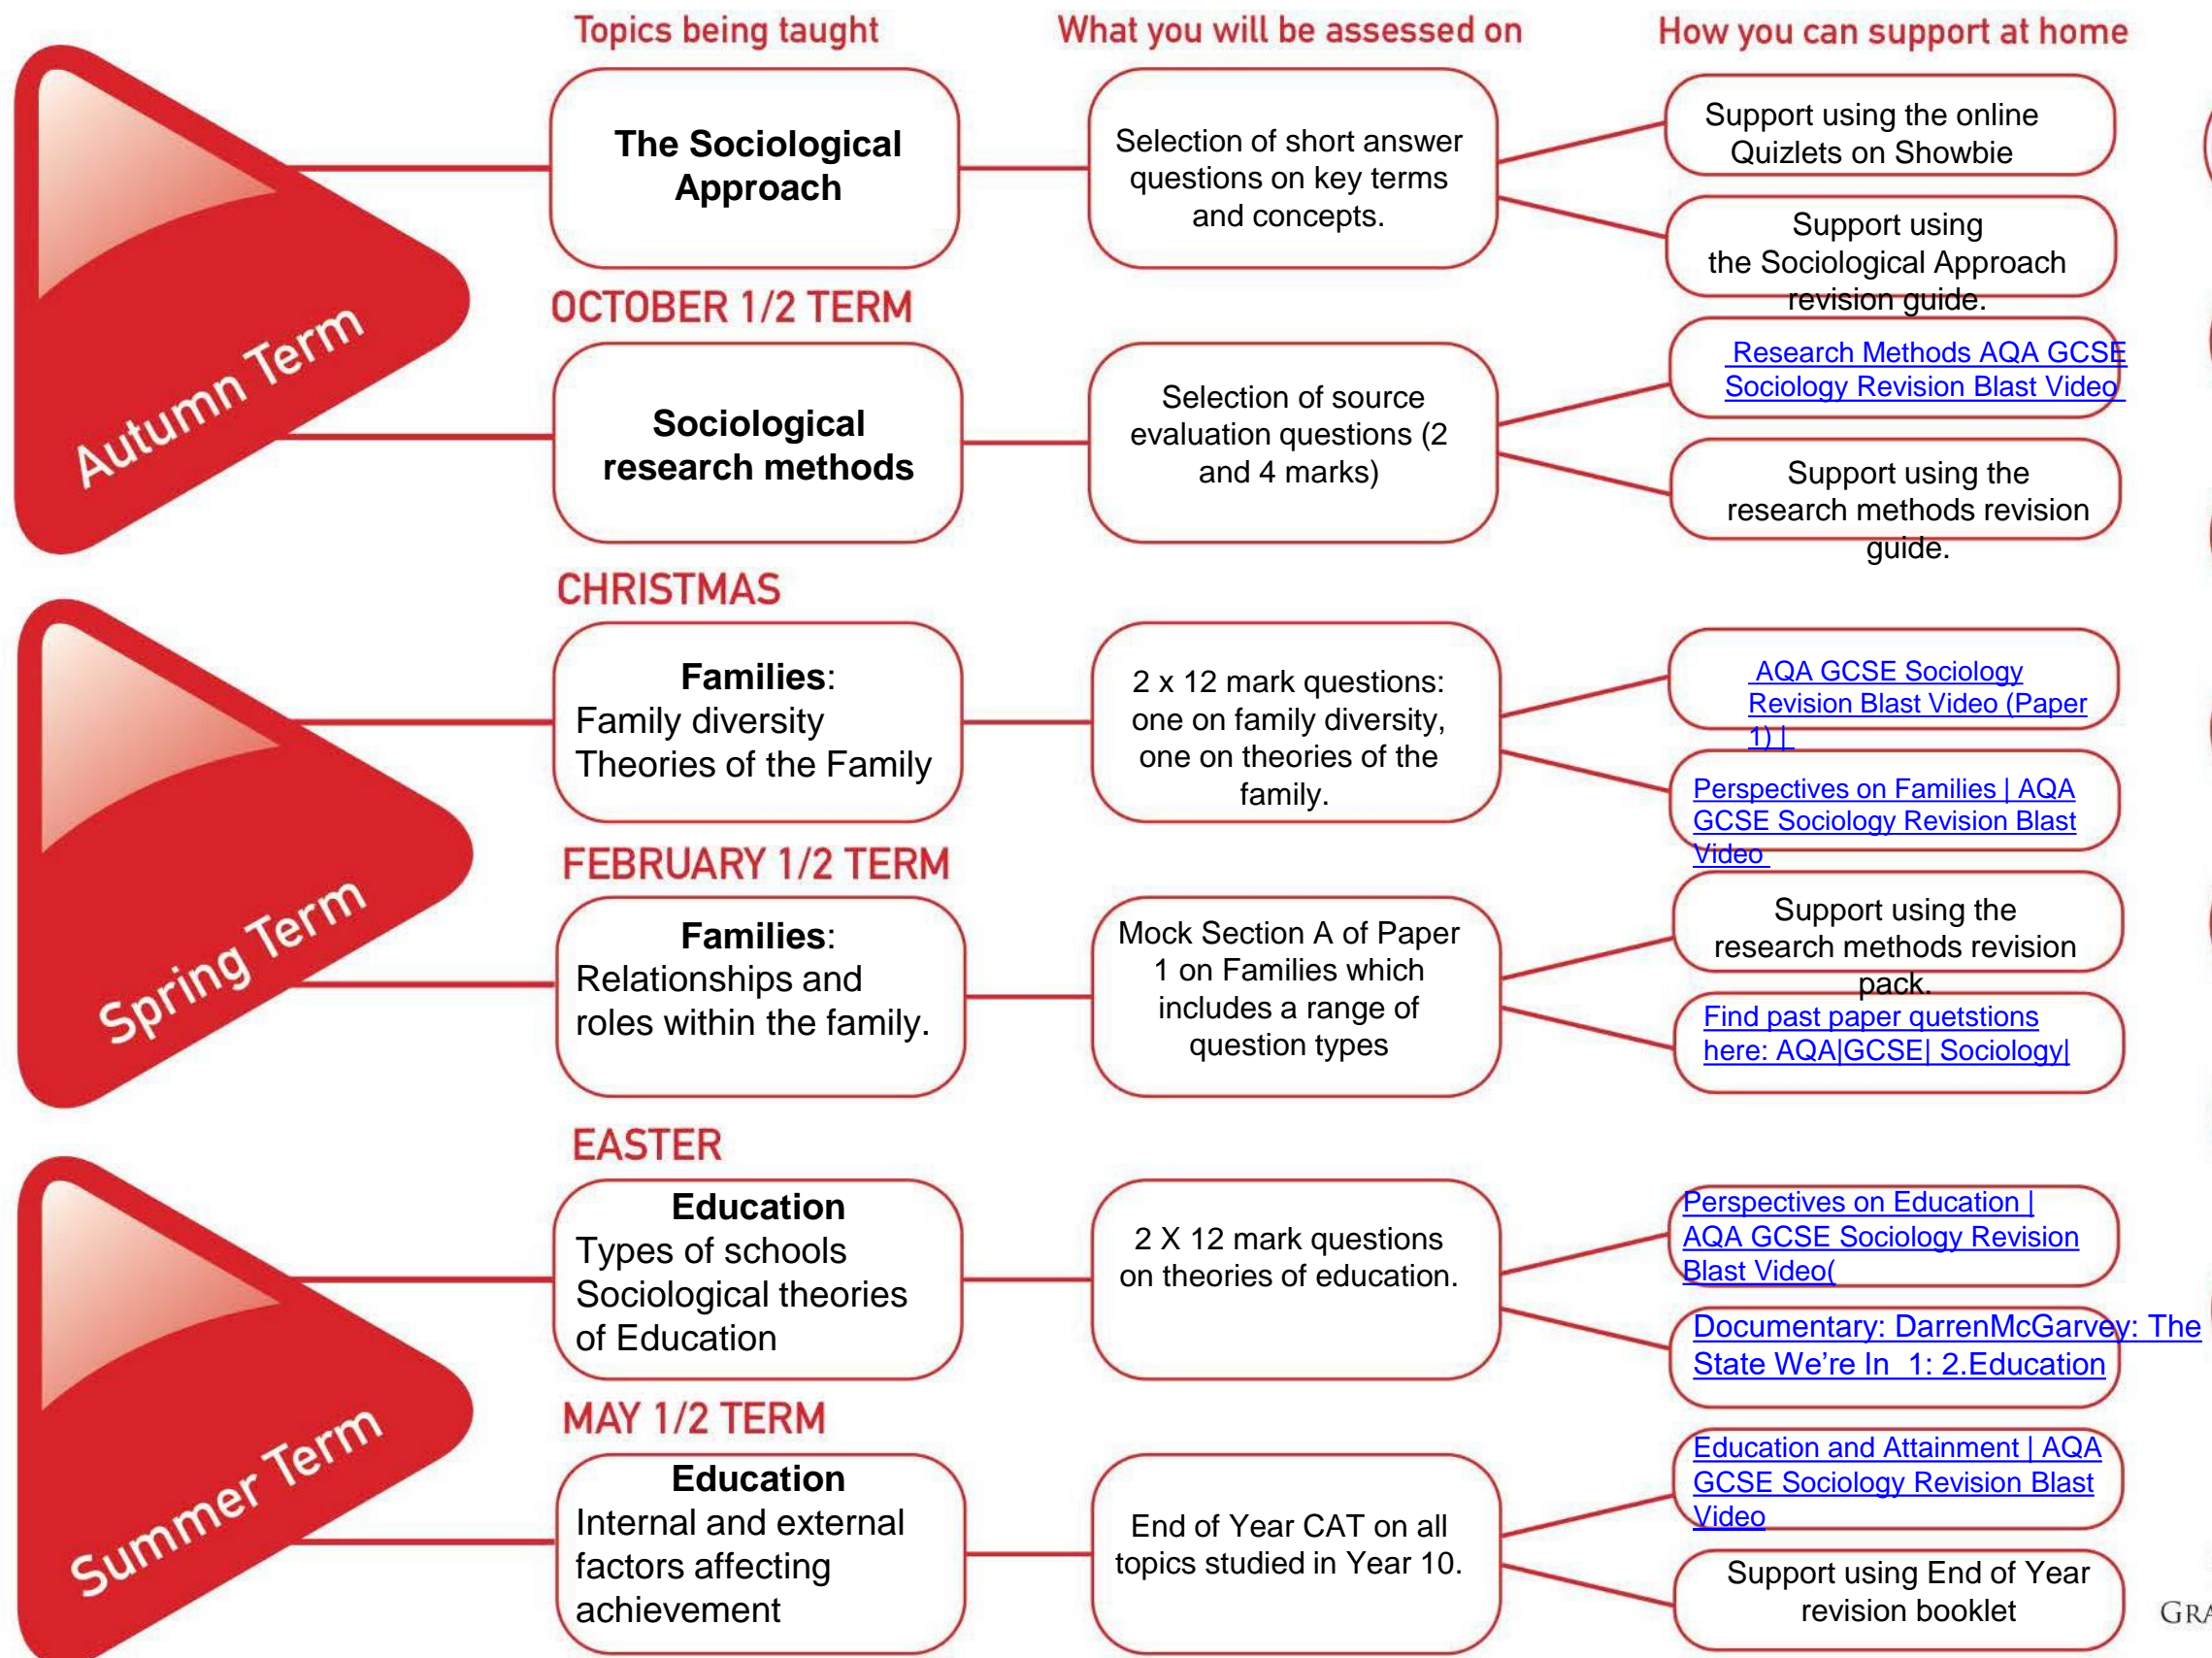 Topics being taught
What you will be assessed on
How you can support at home
Autumn Term
The Sociological
Approach
Selection of short answer
questions on key terms
and concepts.
Support using the online
Quizlets on Showbie
Support using
the Sociological Approach
revision guide.
OCTOBER 1/2 TERM
Sociological
research methods
Selection of source
evaluation questions (2
and 4 marks)
Research Methods AQA GCSE
Sociology Revision Blast Video
Support using the
research methods revision
guide.
CHRISTMAS
Spring Term
Families:
Family diversity
Theories of the Family
2 x 12 mark questions:
one on family diversity,
one on theories of the
family.
AQA GCSE Sociology
Revision Blast Video (Paper
1) |
Perspectives on Families | AQA
GCSE Sociology Revision Blast
Video
FEBRUARY 1/2 TERM
Families:
Relationships and
roles within the family.
Mock Section A of Paper
1 on Families which
includes a range of
question types
Support using the
research methods revision
pack.
Find past paper quetstions
here: AQA|GCSE| Sociology|
EASTER
Summer Term
Education
Types of schools
Sociological theories
of Education
2 X 12 mark questions
on theories of education.
Perspectives on Education |
AQA GCSE Sociology Revision
Blast Video(
Documentary: DarrenMcGarvey: The
State We're In 1: 2.Education
MAY 1/2 TERM
Education
Internal and external
factors affecting
achievement
End of Year CAT on all
topics studied in Year 10.
Education and Attainment | AQA
GCSE Sociology Revision Blast
Video
Support using End of Year
revision booklet